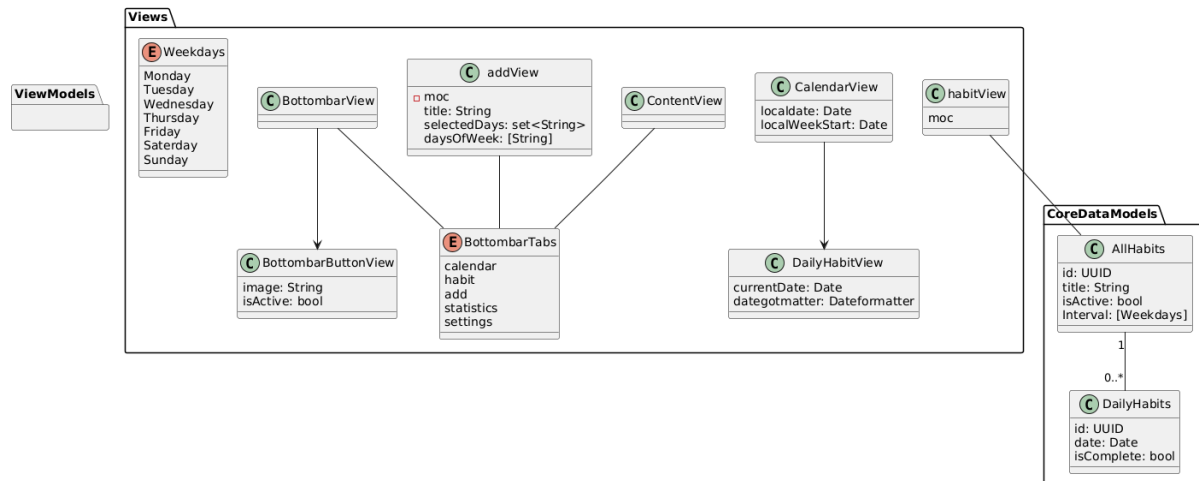 Views
E Weekdays
Monday
Tuesday
Wednesday
Thursday
Friday
Saterday
Sunday
ViewModels
C BottombarView
C addView
moc
title: String
selectedDays: set<String>
daysOfWeek: [String]
C ContentView
C CalendarView
localdate: Date
localWeekStart: Date
C habitView
moc
C BottombarButtonView
image: String
isActive: bool
E BottombarTabs
calendar
habit
add
statistics
settings
C DailyHabitView
currentDate: Date
dategotmatter: Dateformatter
CoreDataModels
C AllHabits
id: UUID
title: String
isActive: bool
Interval: [Weekdays]
1
0..*
C DailyHabits
id: UUID
date: Date
isComplete: bool